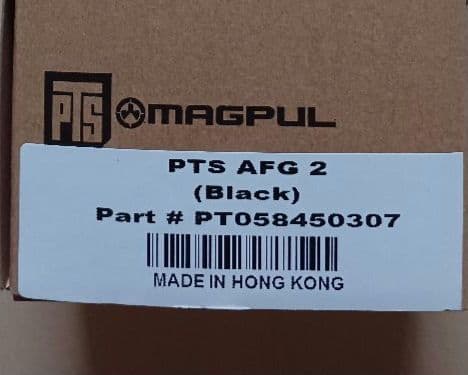 PTS MAGPUL
PTS AFG 2
(Black)
Part # PT058450307
MADE IN HONG KONG